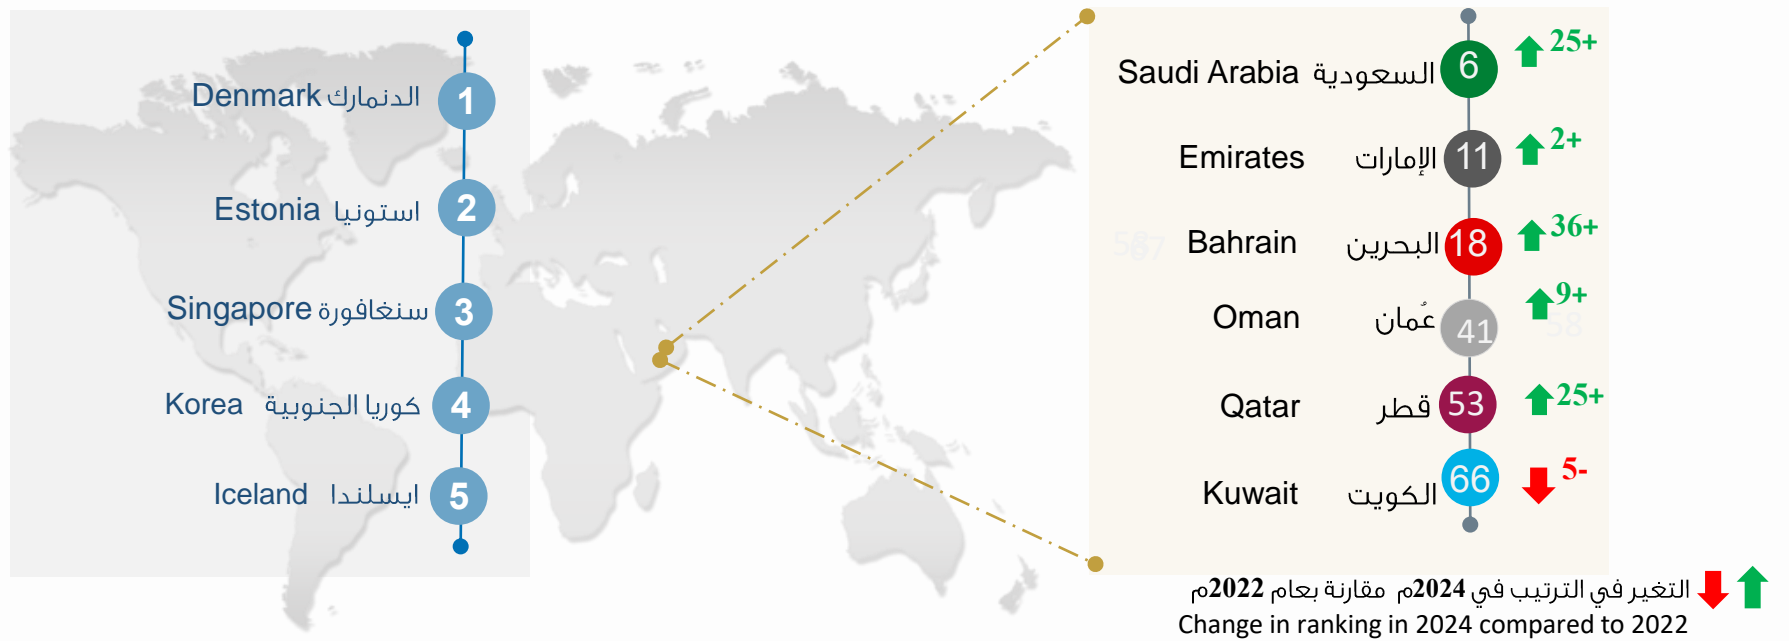 Denmark الدنمارك 1
Estonia استونيا 2
Singapore سنغافورة 3
Korea كوريا الجنوبية 4
Iceland ايسلندا 5
Saudi Arabia السعودية 6 25+
Emirates الإمارات 11 2+
Bahrain البحرين 18 36+
Oman عُمان 41 9+
58
Qatar قطر 53 25+
Kuwait الكويت 66 5-
التغير في الترتيب في 2024م مقارنة بعام 2022م
Change in ranking in 2024 compared to 2022